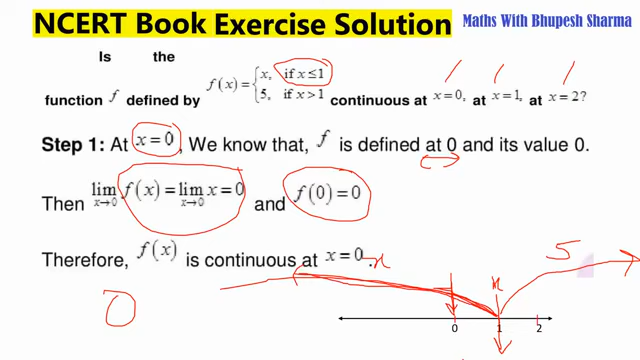 NCERT Book Exercise Solution
Maths With Bhupesh Sharma
Is the
function f defined by f(x) = { x, if x ≤ 1
5, if x > 1 continuous at x = 0, at x = 1, at x = 2?
Step 1: At x = 0, We know that, f is defined at 0 and its value 0.
Then lim x→0 f(x) = lim x→0 x = 0 and f(0) = 0
Therefore, f(x) is continuous at x = 0.
x
5
x
0
0 1 2